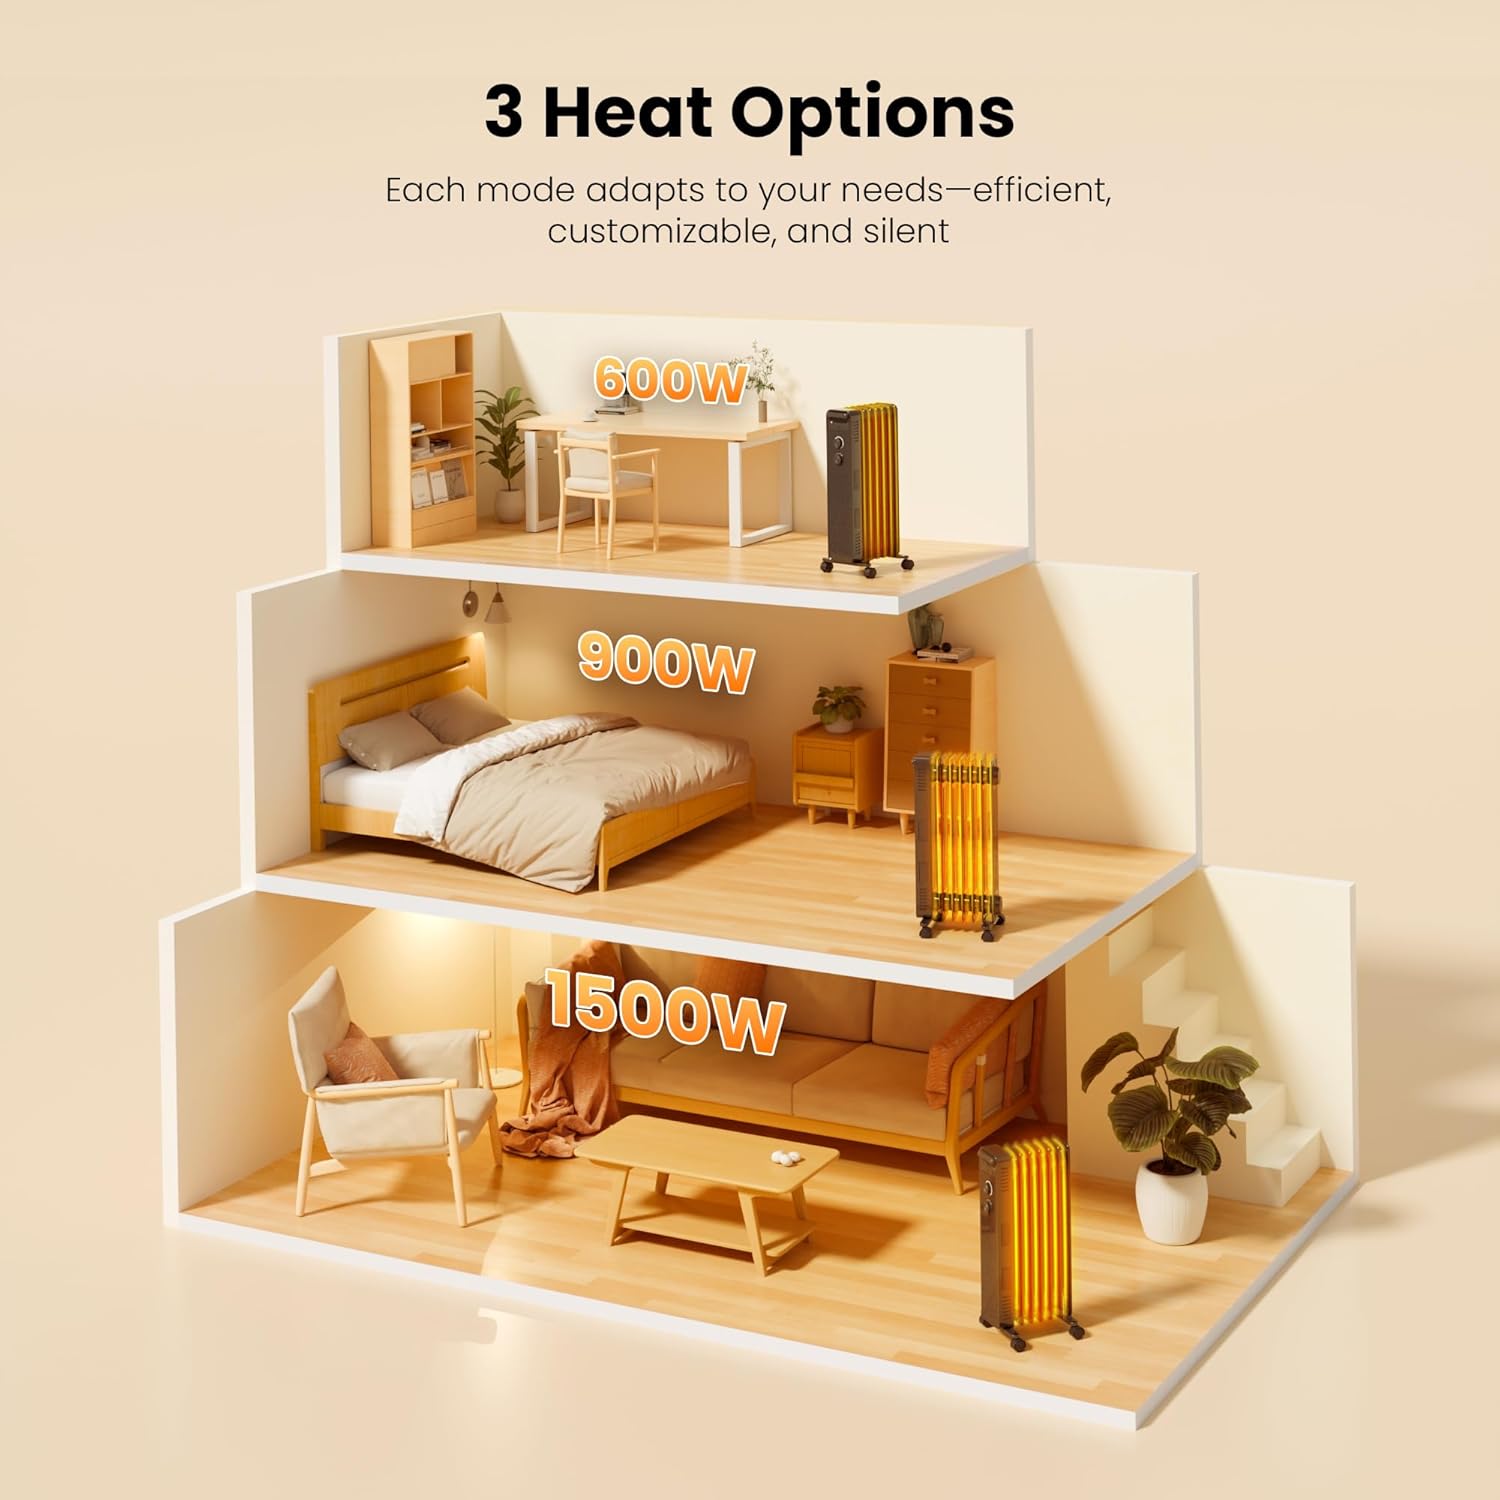 3 Heat Options
Each mode adapts to your needs—efficient,
customizable, and silent
600W
900W
1500W